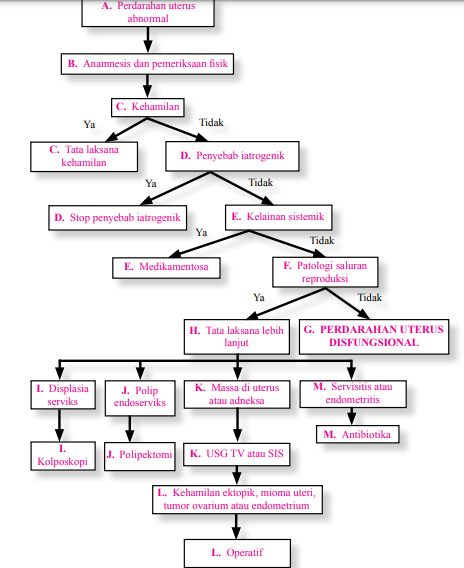 A. Perdarahan uterus
abnormal
B. Anamnesis dan pemeriksaan fisik
C. Kehamilan
Ya
Tidak
C. Tata laksana
kehamilan
D. Penyebab iatrogenik
Ya
Tidak
D. Stop penyebab iatrogenik
E. Kelainan sistemik
Ya
Tidak
E. Medikamentosa
F. Patologi saluran
reproduksi
Ya
Tidak
H. Tata laksana lebih
lanjut
G. PERDARAHAN UTERUS
DISFUNGSIONAL
I. Displasia
serviks
J. Polip
endoserviks
K. Massa di uterus
atau adneksa
M. Servisitis atau
endometritis
I.
Kolposkopi
J. Polipektomi
K. USG TV atau SIS
M. Antibiotika
L. Kehamilan ektopik, mioma uteri,
tumor ovarium atau endometrium
L. Operatif